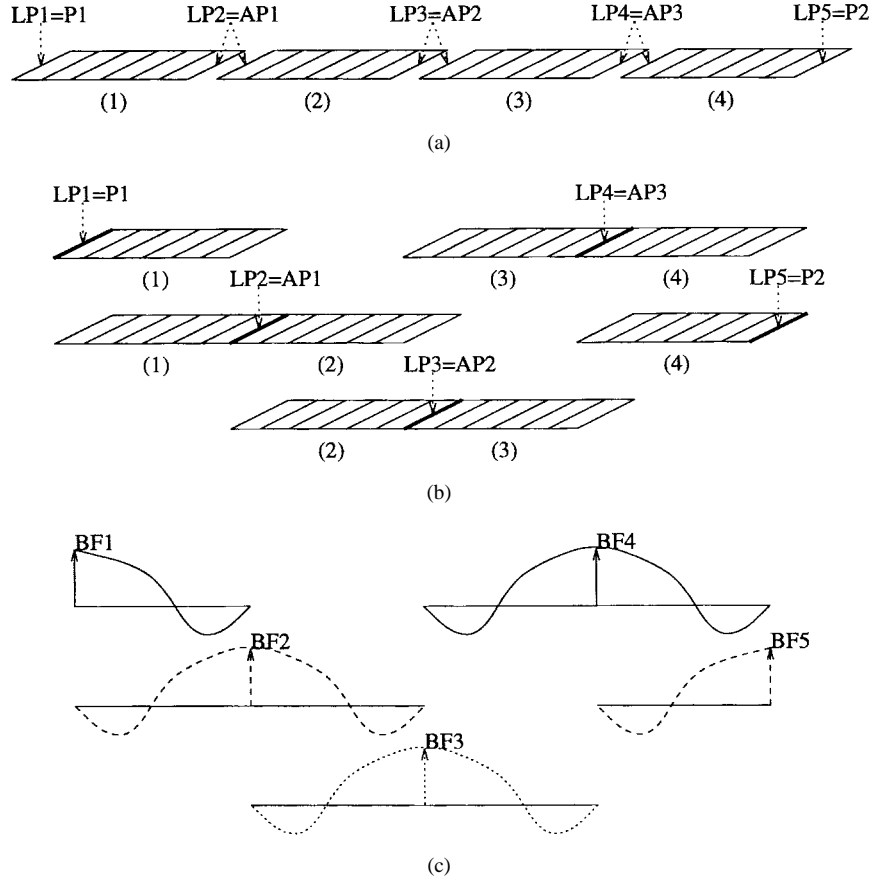 LP1=P1 LP2=AP1 LP3=AP2 LP4=AP3 LP5=P2
(1) (2) (3) (4)
(a)
LP1=P1 LP4=AP3
(1) (3) (4)
LP2=AP1 LP5=P2
(1) (2) (4)
LP3=AP2
(2) (3)
(b)
BF1 BF4
BF2 BF5
BF3
(c)